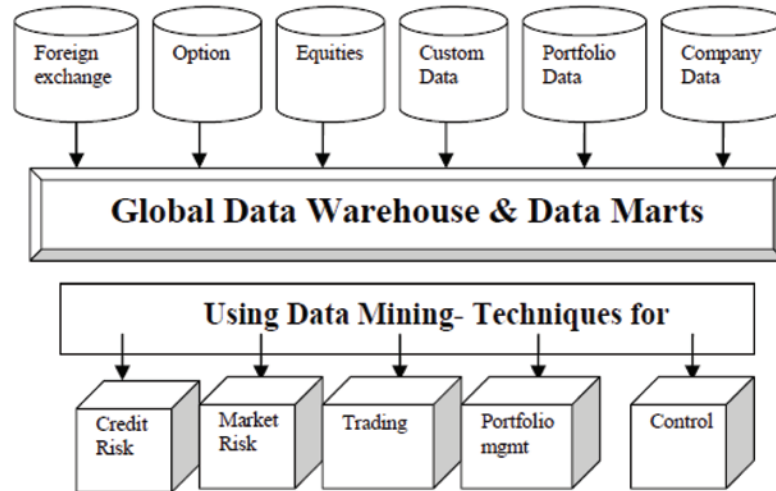 Foreign
exchange
Option
Equities
Custom
Data
Portfolio
Data
Company
Data
Global Data Warehouse & Data Marts
Using Data Mining- Techniques for
Credit
Risk
Market
Risk
Trading
Portfolio
mgmt
Control